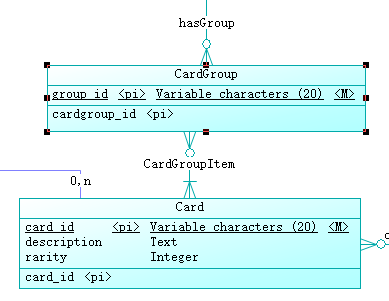 hasGroup
CardGroup
group_id <pi> Variable characters (20) <M>
cardgroup_id <pi>
CardGroupItem
0,n
Card
card_id <pi> Variable characters (20) <M>
description Text
rarity Integer
card_id <pi>